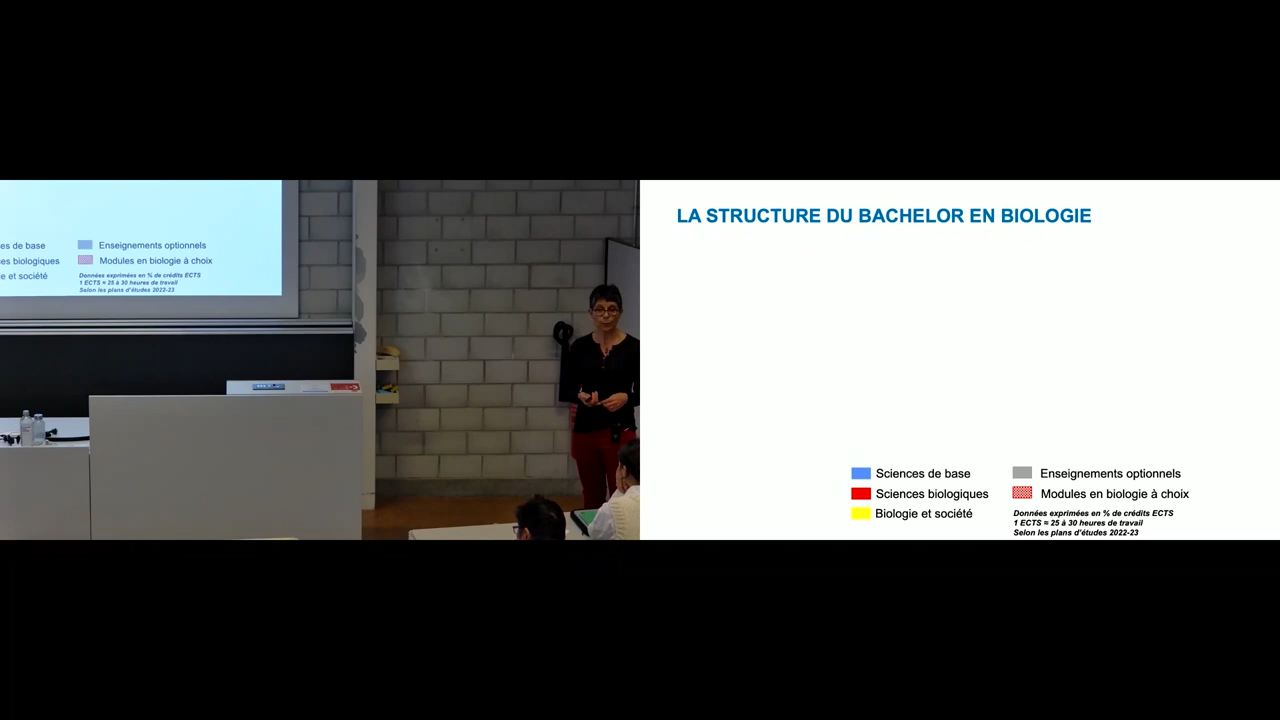 es de base
Enseignements optionnels
es biologiques
Modules en biologie à choix
e et société
Données exprimées en % de crédits ECTS
1 ECTS ≈ 25 à 30 heures de travail
Selon les plans d'études 2022-23
LA STRUCTURE DU BACHELOR EN BIOLOGIE
Sciences de base
Enseignements optionnels
Sciences biologiques
Modules en biologie à choix
Biologie et société
Données exprimées en % de crédits ECTS
1 ECTS ≈ 25 à 30 heures de travail
Selon les plans d'études 2022-23